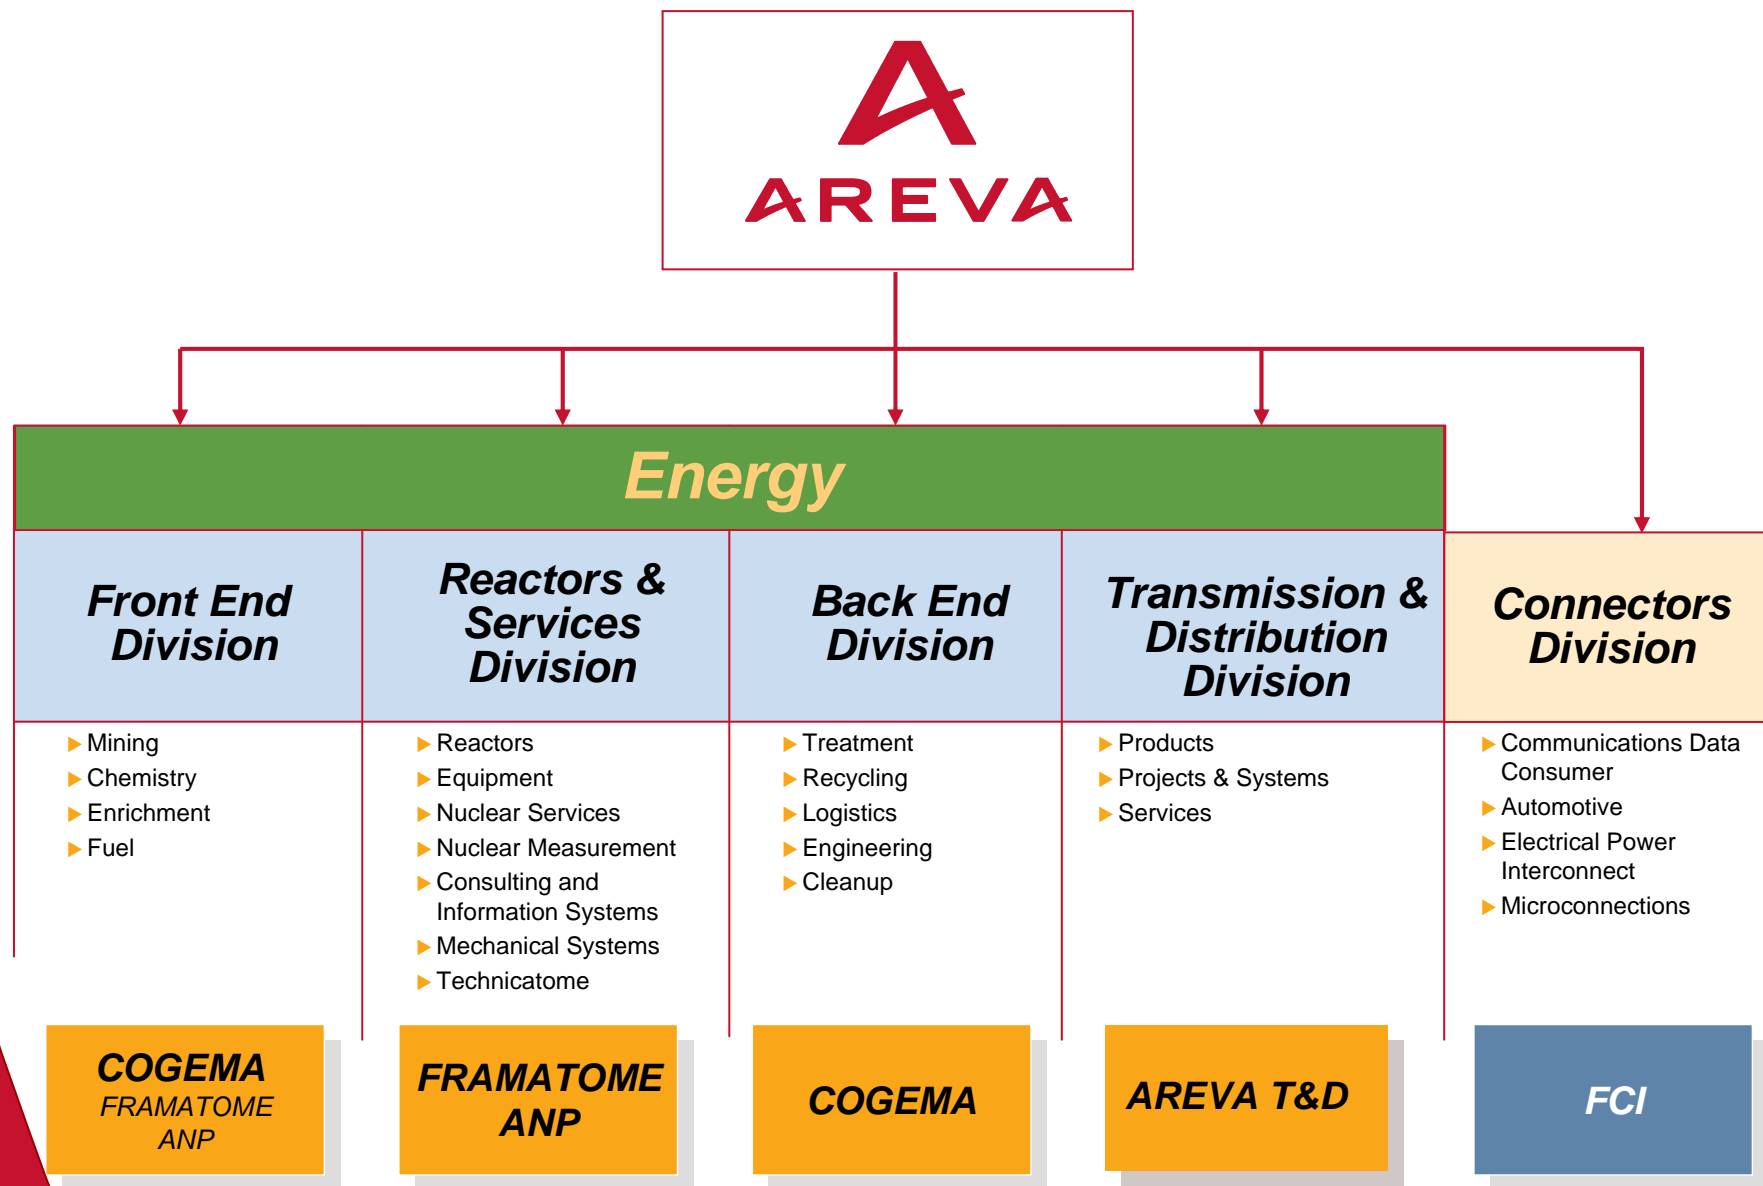 AREVA
Energy
Front End
Division
Reactors &
Services
Division
Back End
Division
Transmission &
Distribution
Division
Connectors
Division
Mining
Chemistry
Enrichment
Fuel
Reactors
Equipment
Nuclear Services
Nuclear Measurement
Consulting and
Information Systems
Mechanical Systems
Technicatome
Treatment
Recycling
Logistics
Engineering
Cleanup
Products
Projects & Systems
Services
Communications Data
Consumer
Automotive
Electrical Power
Interconnect
Microconnections
COGEMA
FRAMATOME
ANP
FRAMATOME
ANP
COGEMA
AREVA T&D
FCI